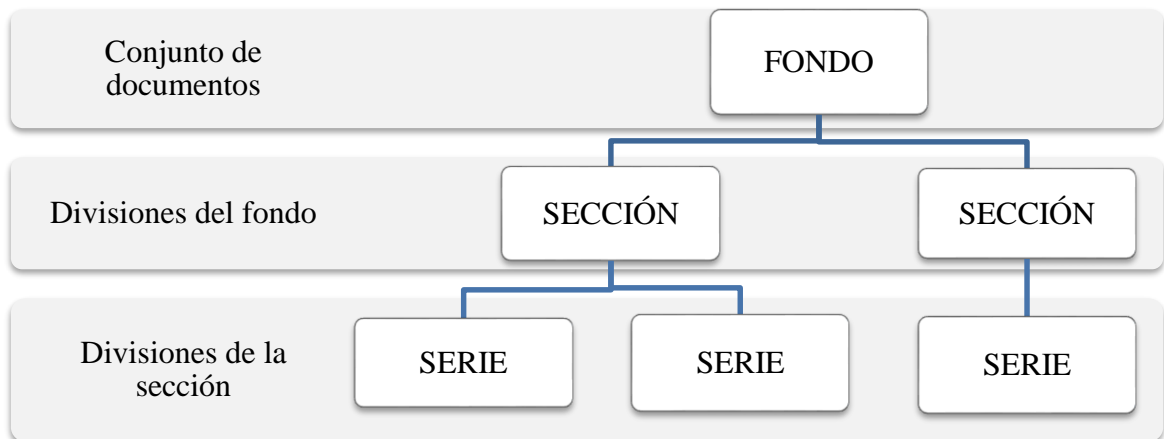 Conjunto de
documentos
FONDO
Divisiones del fondo
SECCIÓN
SECCIÓN
Divisiones de la
sección
SERIE
SERIE
SERIE